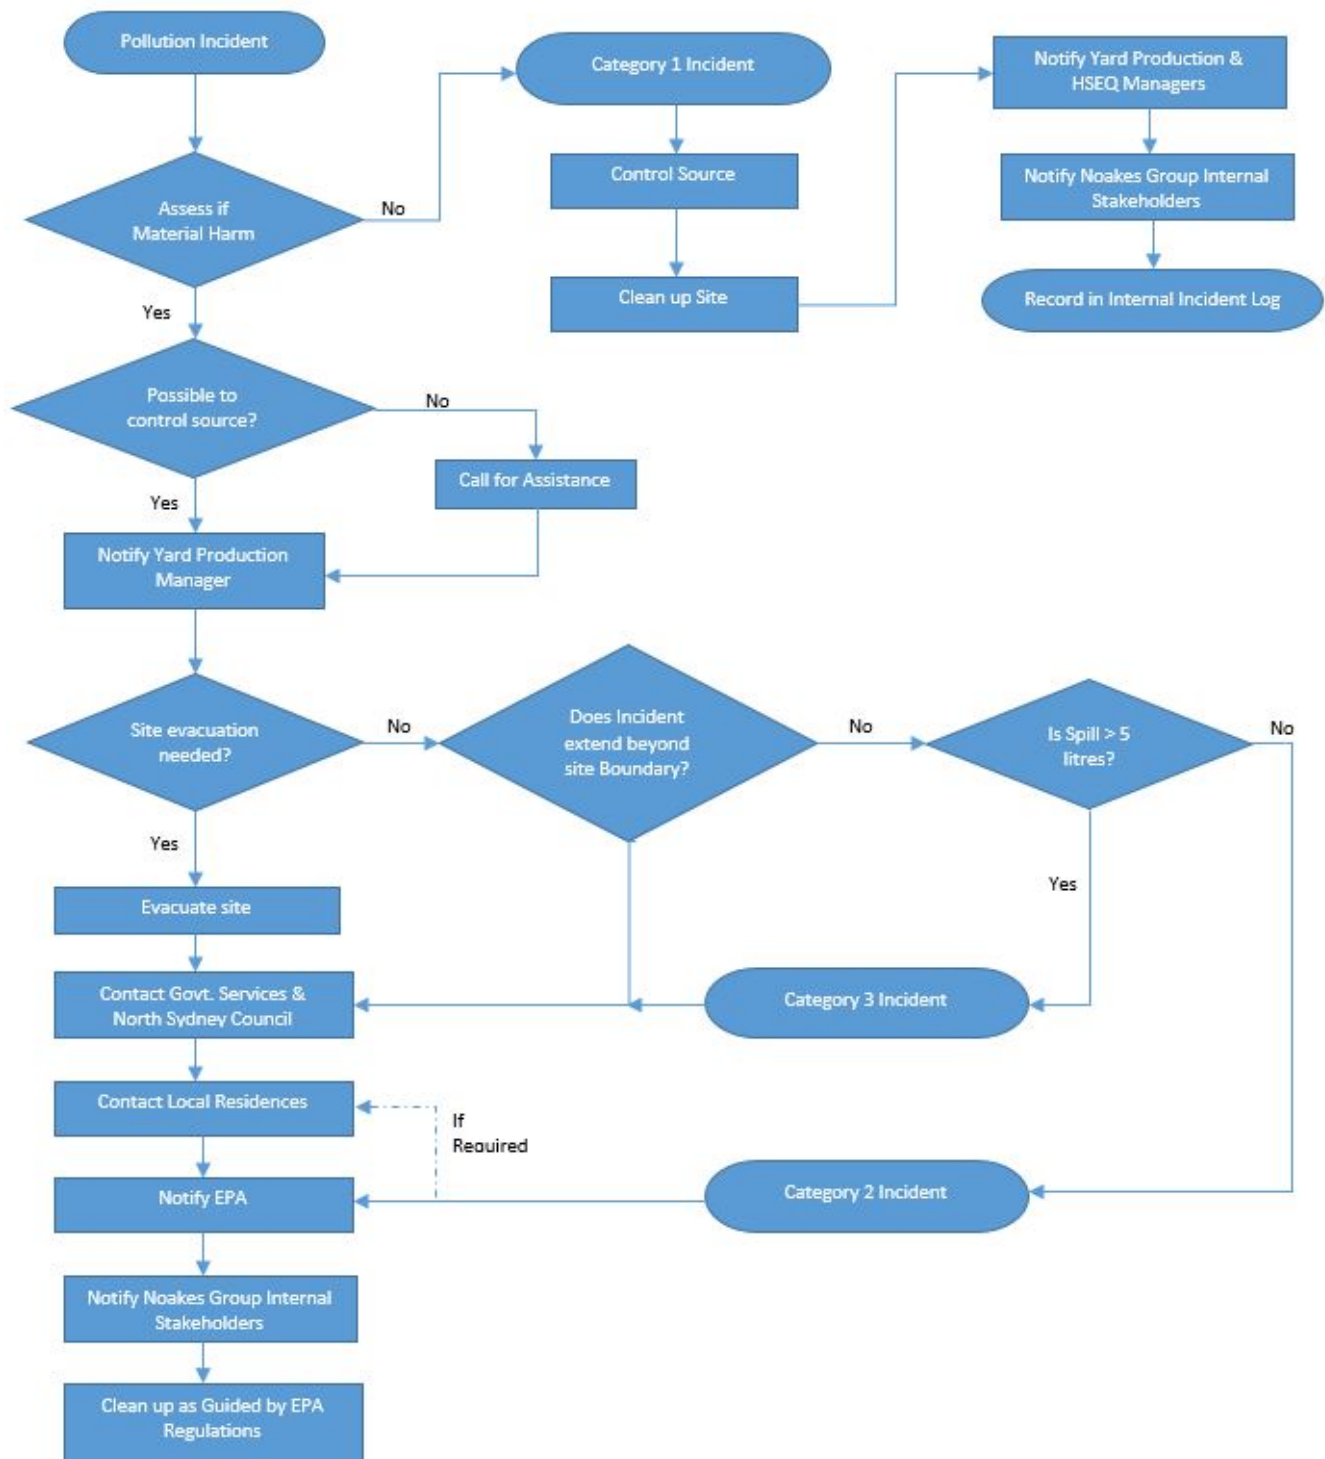 Pollution Incident
Category 1 Incident
Notify Yard Production &
HSEQ Managers
Assess if
Material Harm
No
Control Source
Notify Noakes Group Internal
Stakeholders
Clean up Site
Record in Internal Incident Log
Yes
Possible to
control source?
No
Call for Assistance
Yes
Notify Yard Production
Manager
Site evacuation
needed?
No
Does Incident
extend beyond
site Boundary?
No
Is Spill > 5
litres?
No
Yes
Yes
Evacuate site
Contact Govt. Services &
North Sydney Council
Category 3 Incident
Contact Local Residences
If
Required
Notify EPA
Category 2 Incident
Notify Noakes Group Internal
Stakeholders
Clean up as Guided by EPA
Regulations